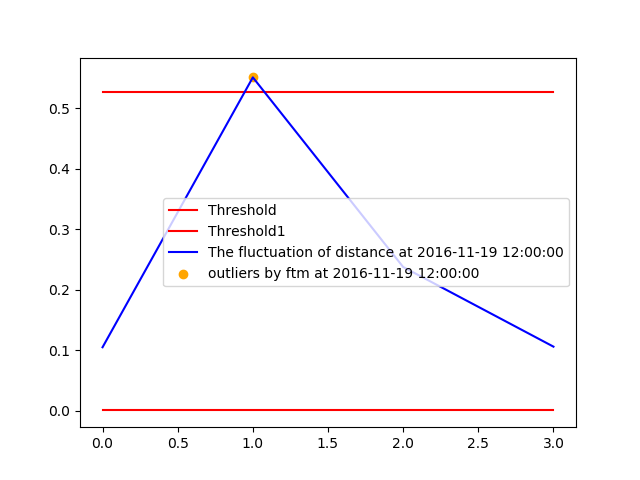 0.5
0.4
0.3
0.2
0.1
0.0
Threshold
Threshold1
The fluctuation of distance at 2016-11-19 12:00:00
outliers by ftm at 2016-11-19 12:00:00
0.0 0.5 1.0 1.5 2.0 2.5 3.0